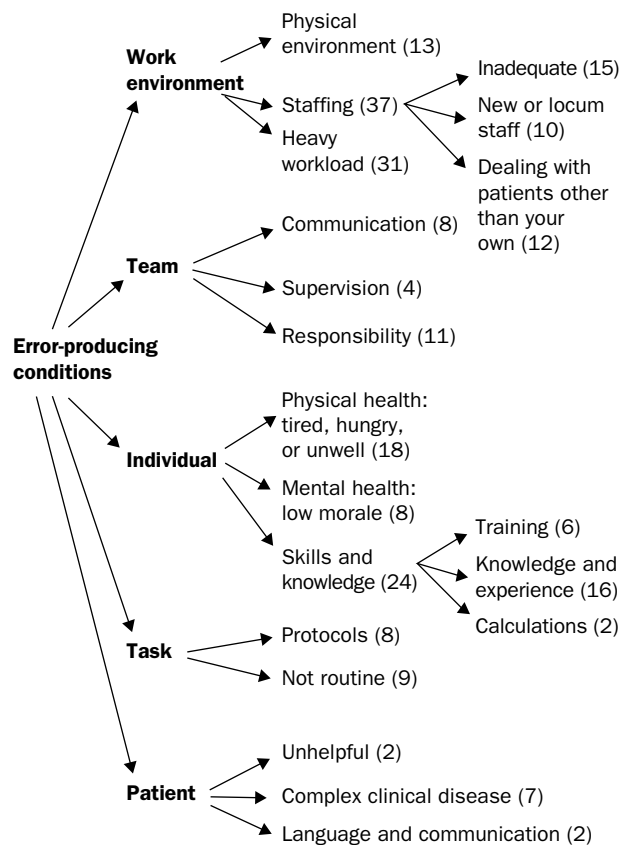 Error-producing
conditions
Work
environment
Physical
environment (13)
Staffing (37)
Inadequate (15)
New or locum
staff (10)
Dealing with
patients other
than your
own (12)
Heavy
workload (31)
Team
Communication (8)
Supervision (4)
Responsibility (11)
Individual
Physical health:
tired, hungry,
or unwell (18)
Mental health:
low morale (8)
Skills and
knowledge (24)
Training (6)
Knowledge and
experience (16)
Calculations (2)
Task
Protocols (8)
Not routine (9)
Patient
Unhelpful (2)
Complex clinical disease (7)
Language and communication (2)